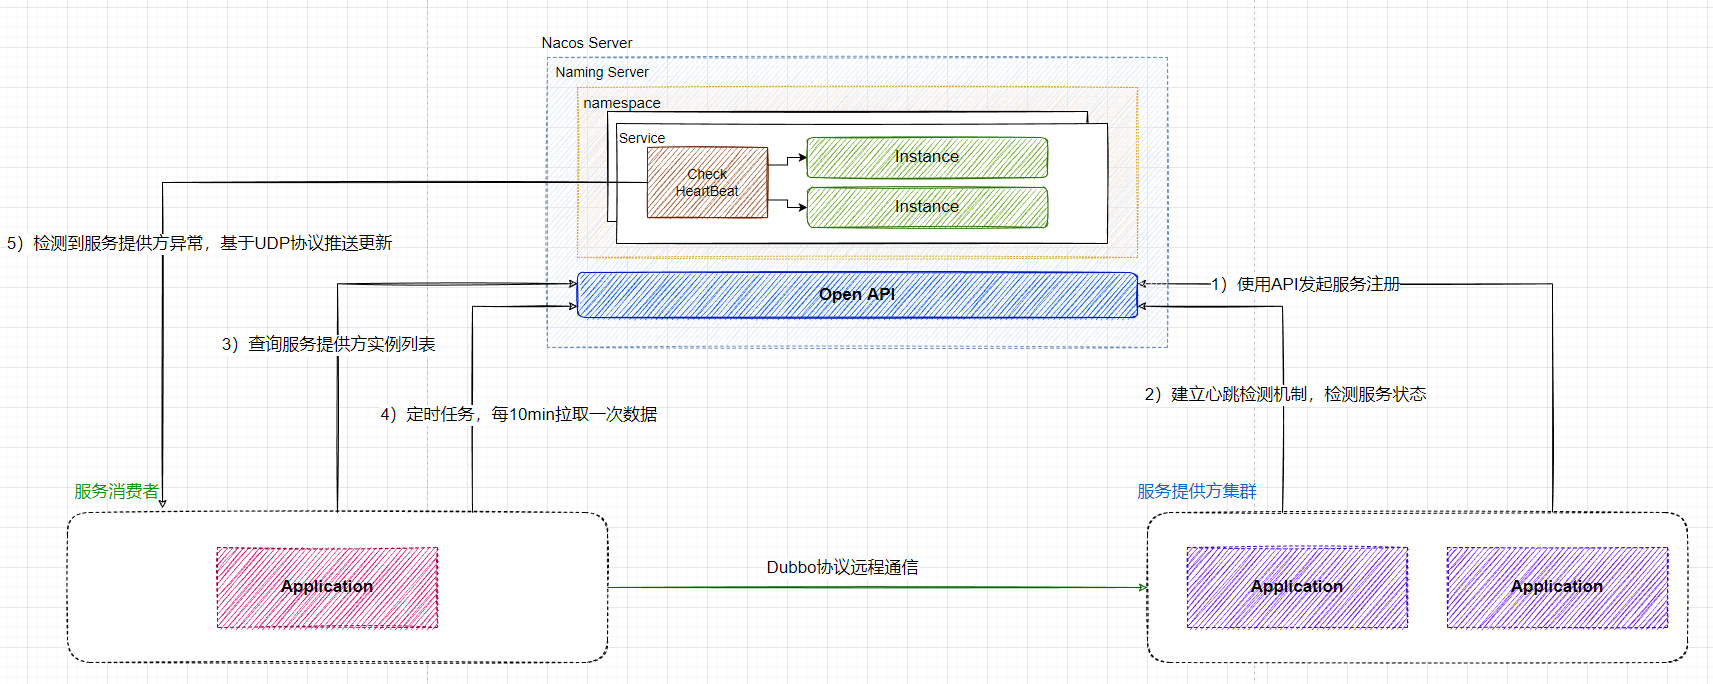 Nacos Server
Naming Server
namespace
Service
Check
HeartBeat
Instance
Instance
5）检测到服务提供方异常，基于UDP协议推送更新
Open API
1）使用API发起服务注册
3）查询服务提供方实例列表
2）建立心跳检测机制，检测服务状态
4）定时任务，每10min拉取一次数据
服务消费者
服务提供方集群
Application
Dubbo协议远程通信
Application
Application